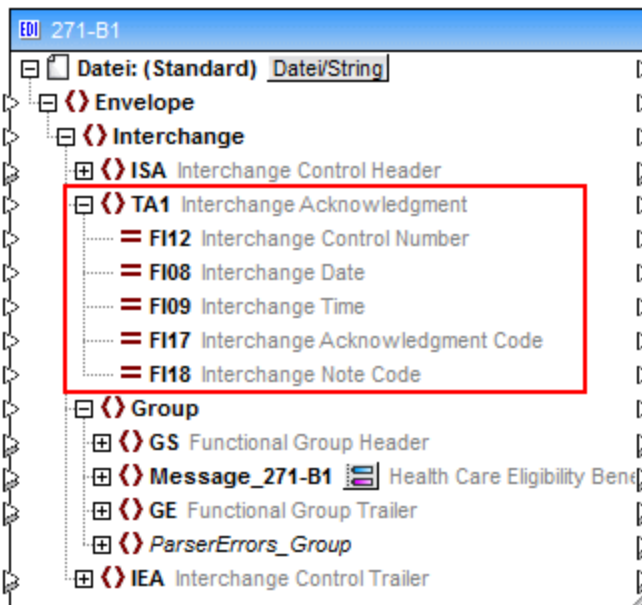 EDI 271-B1
Datei: (Standard) Datei/String
Envelope
Interchange
ISA Interchange Control Header
TA1 Interchange Acknowledgment
FI12 Interchange Control Number
FI08 Interchange Date
FI09 Interchange Time
FI17 Interchange Acknowledgment Code
FI18 Interchange Note Code
Group
GS Functional Group Header
Message_271-B1 Health Care Eligibility Bene
GE Functional Group Trailer
ParserErrors_Group
IEA Interchange Control Trailer